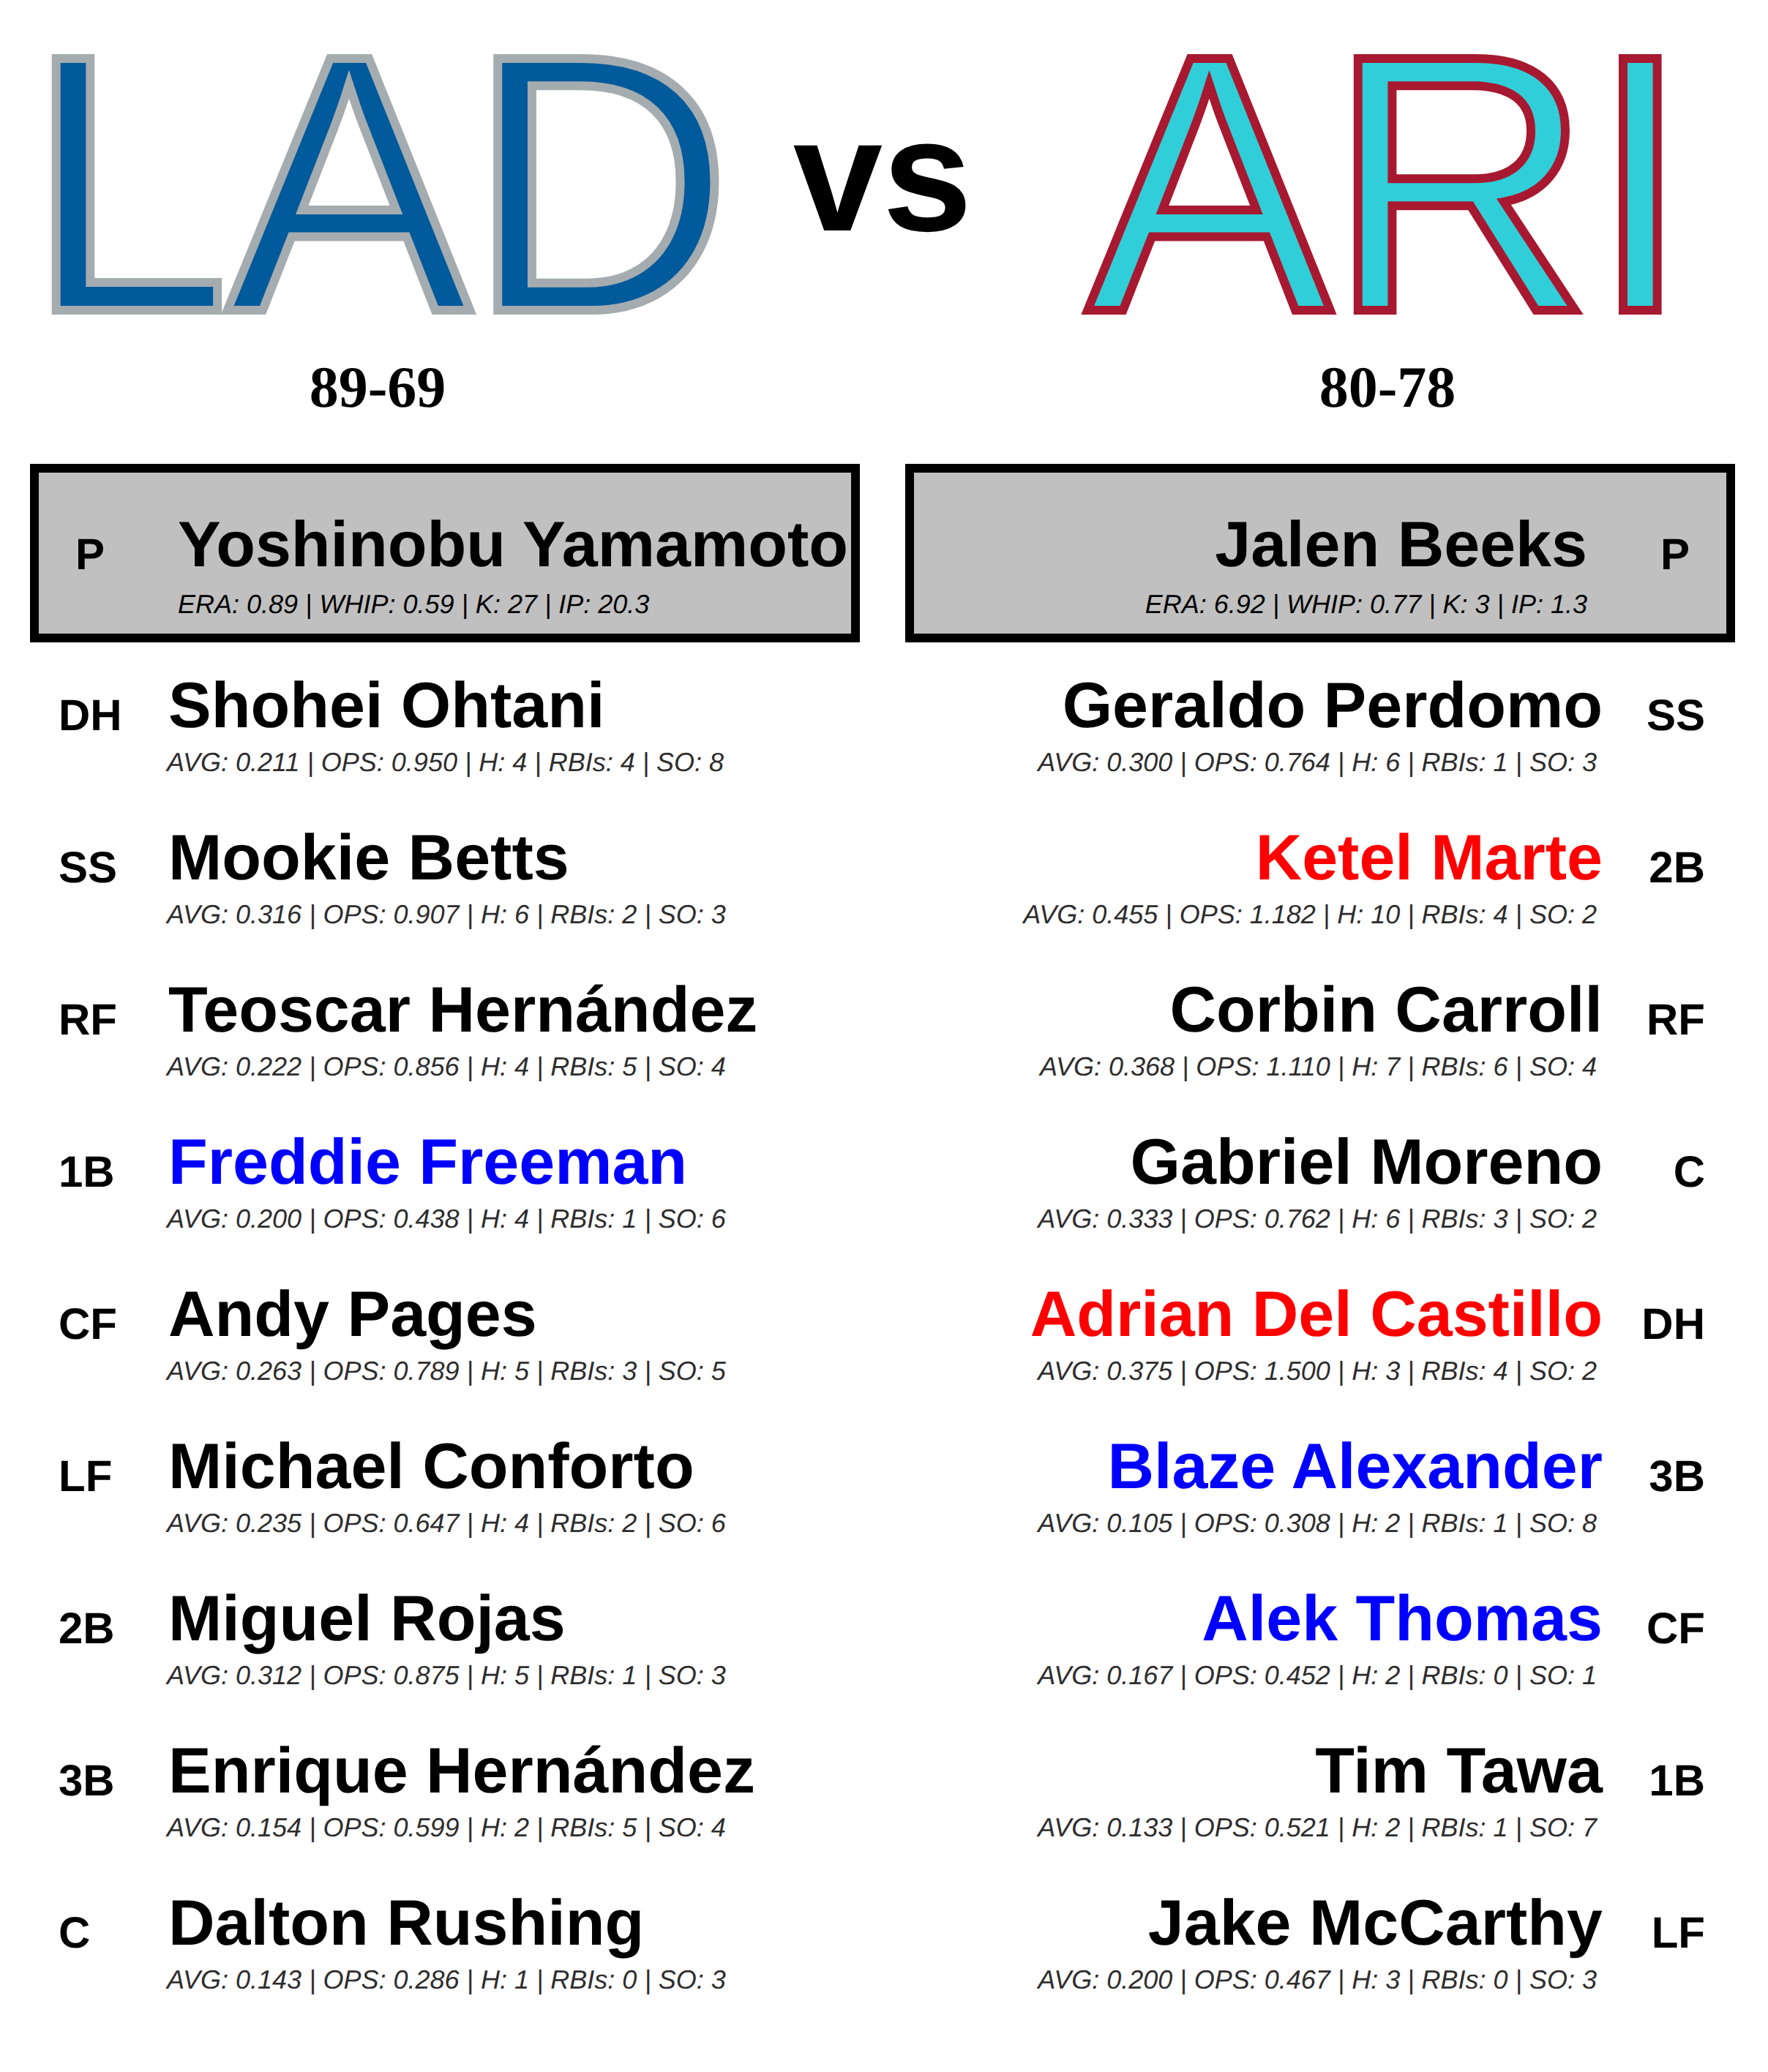 LAD vs ARI
89-69
80-78
P Yoshinobu Yamamoto
ERA: 0.89 | WHIP: 0.59 | K: 27 | IP: 20.3
Jalen Beeks P
ERA: 6.92 | WHIP: 0.77 | K: 3 | IP: 1.3
DH Shohei Ohtani
AVG: 0.211 | OPS: 0.950 | H: 4 | RBIs: 4 | SO: 8
SS Mookie Betts
AVG: 0.316 | OPS: 0.907 | H: 6 | RBIs: 2 | SO: 3
RF Teoscar Hernández
AVG: 0.222 | OPS: 0.856 | H: 4 | RBIs: 5 | SO: 4
1B Freddie Freeman
AVG: 0.200 | OPS: 0.438 | H: 4 | RBIs: 1 | SO: 6
CF Andy Pages
AVG: 0.263 | OPS: 0.789 | H: 5 | RBIs: 3 | SO: 5
LF Michael Conforto
AVG: 0.235 | OPS: 0.647 | H: 4 | RBIs: 2 | SO: 6
2B Miguel Rojas
AVG: 0.312 | OPS: 0.875 | H: 5 | RBIs: 1 | SO: 3
3B Enrique Hernández
AVG: 0.154 | OPS: 0.599 | H: 2 | RBIs: 5 | SO: 4
C Dalton Rushing
AVG: 0.143 | OPS: 0.286 | H: 1 | RBIs: 0 | SO: 3
Geraldo Perdomo SS
AVG: 0.300 | OPS: 0.764 | H: 6 | RBIs: 1 | SO: 3
Ketel Marte 2B
AVG: 0.455 | OPS: 1.182 | H: 10 | RBIs: 4 | SO: 2
Corbin Carroll RF
AVG: 0.368 | OPS: 1.110 | H: 7 | RBIs: 6 | SO: 4
Gabriel Moreno C
AVG: 0.333 | OPS: 0.762 | H: 6 | RBIs: 3 | SO: 2
Adrian Del Castillo DH
AVG: 0.375 | OPS: 1.500 | H: 3 | RBIs: 4 | SO: 2
Blaze Alexander 3B
AVG: 0.105 | OPS: 0.308 | H: 2 | RBIs: 1 | SO: 8
Alek Thomas CF
AVG: 0.167 | OPS: 0.452 | H: 2 | RBIs: 0 | SO: 1
Tim Tawa 1B
AVG: 0.133 | OPS: 0.521 | H: 2 | RBIs: 1 | SO: 7
Jake McCarthy LF
AVG: 0.200 | OPS: 0.467 | H: 3 | RBIs: 0 | SO: 3